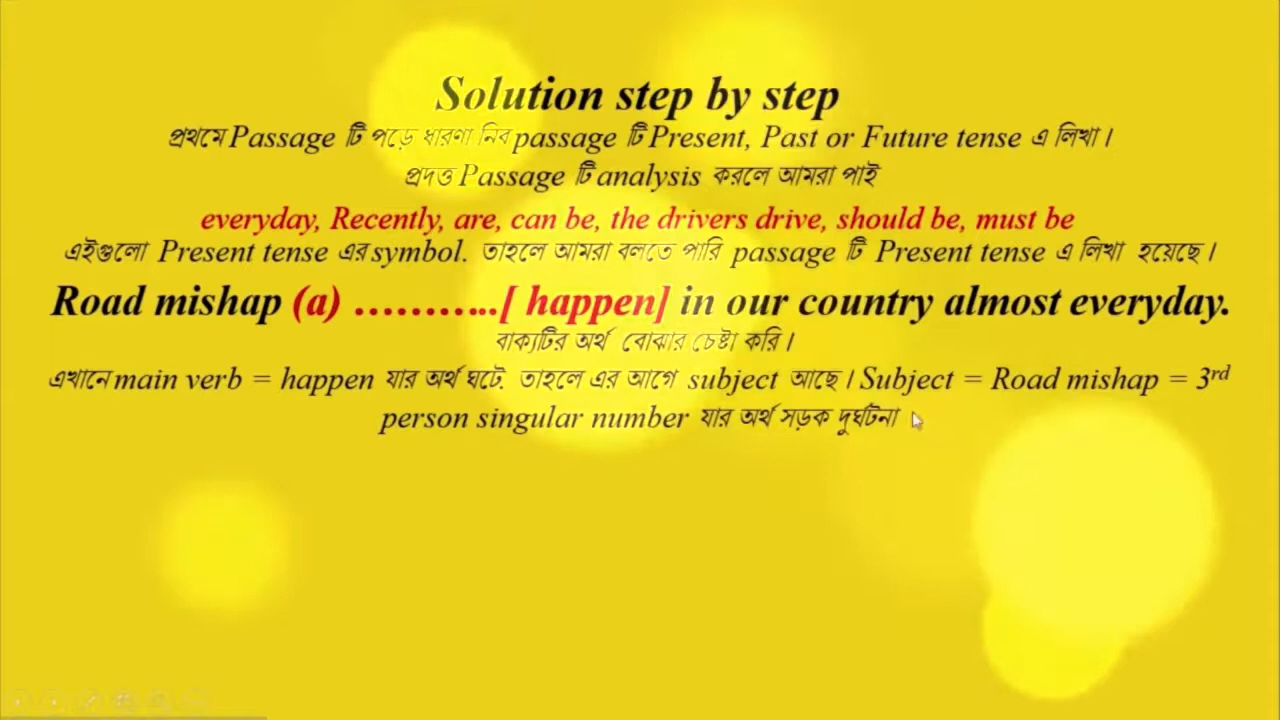 Solution step by step
প্রথমে Passage টি পড়ে ধারণা নিব passage টি Present, Past or Future tense এ লিখা।
প্রদত্ত Passage টি analysis করলে আমরা পাই
everyday, Recently, are, can be, the drivers drive, should be, must be
এইগুলো Present tense এর symbol. তাহলে আমরা বলতে পারি passage টি Present tense এ লিখা হয়েছে।
Road mishap (a) ………..[ happen] in our country almost everyday.
বাক্যটির অর্থ বোঝার চেষ্টা করি।
এখানে main verb = happen যার অর্থ ঘটে. তাহলে এর আগে subject আছে। Subject = Road mishap = 3rd
person singular number যার অর্থ সড়ক দুর্ঘটনা